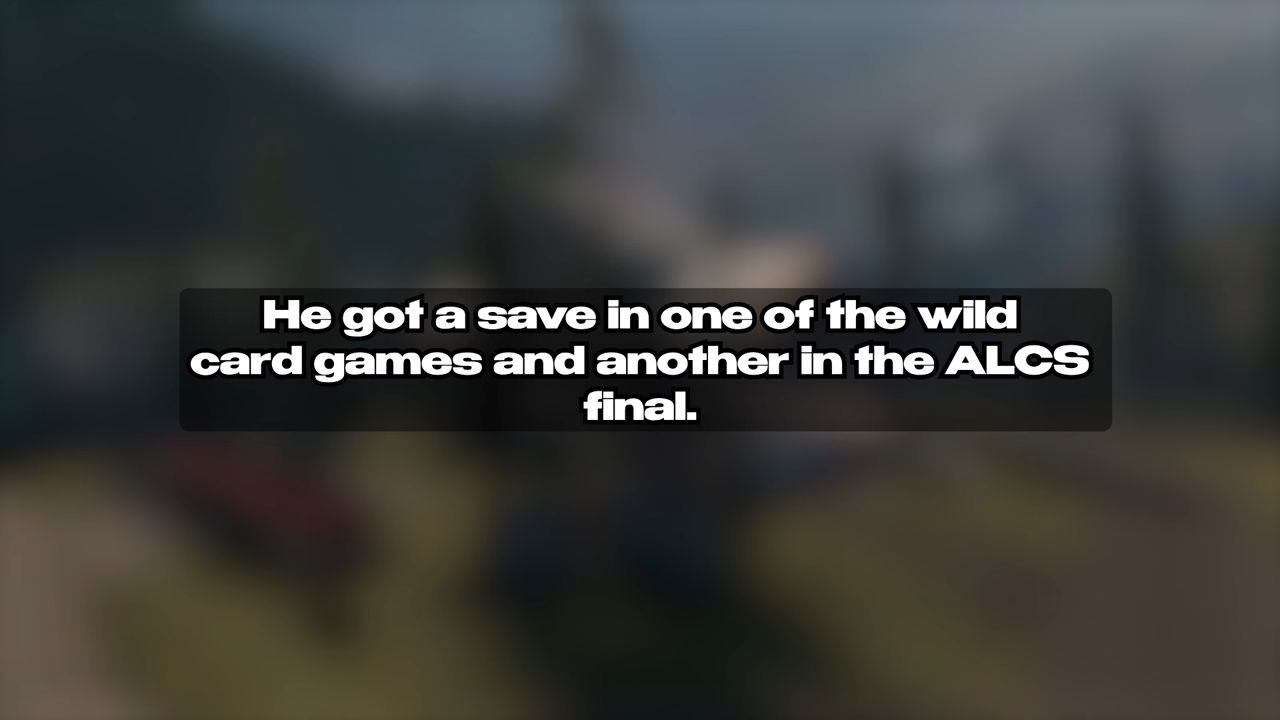 He got a save in one of the wild
card games and another in the ALCS
final.